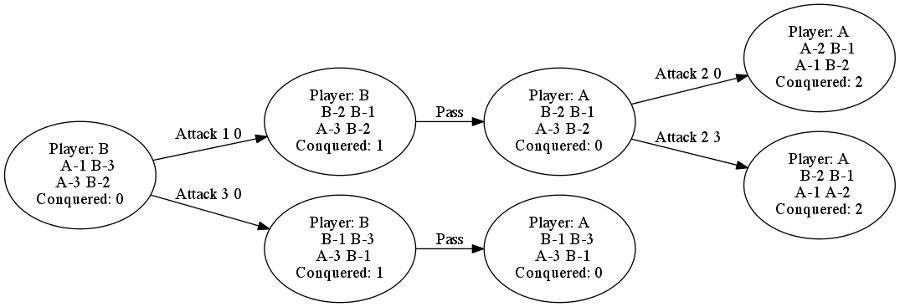 Player: B
A-1 B-3
A-3 B-2
Conquered: 0
Attack 1 0
Attack 3 0
Player: B
B-2 B-1
A-3 B-2
Conquered: 1
Player: B
B-1 B-3
A-3 B-1
Conquered: 1
Pass
Pass
Player: A
B-2 B-1
A-3 B-2
Conquered: 0
Player: A
B-1 B-3
A-3 B-1
Conquered: 0
Attack 2 0
Attack 2 3
Player: A
A-2 B-1
A-1 B-2
Conquered: 2
Player: A
B-2 B-1
A-1 A-2
Conquered: 2